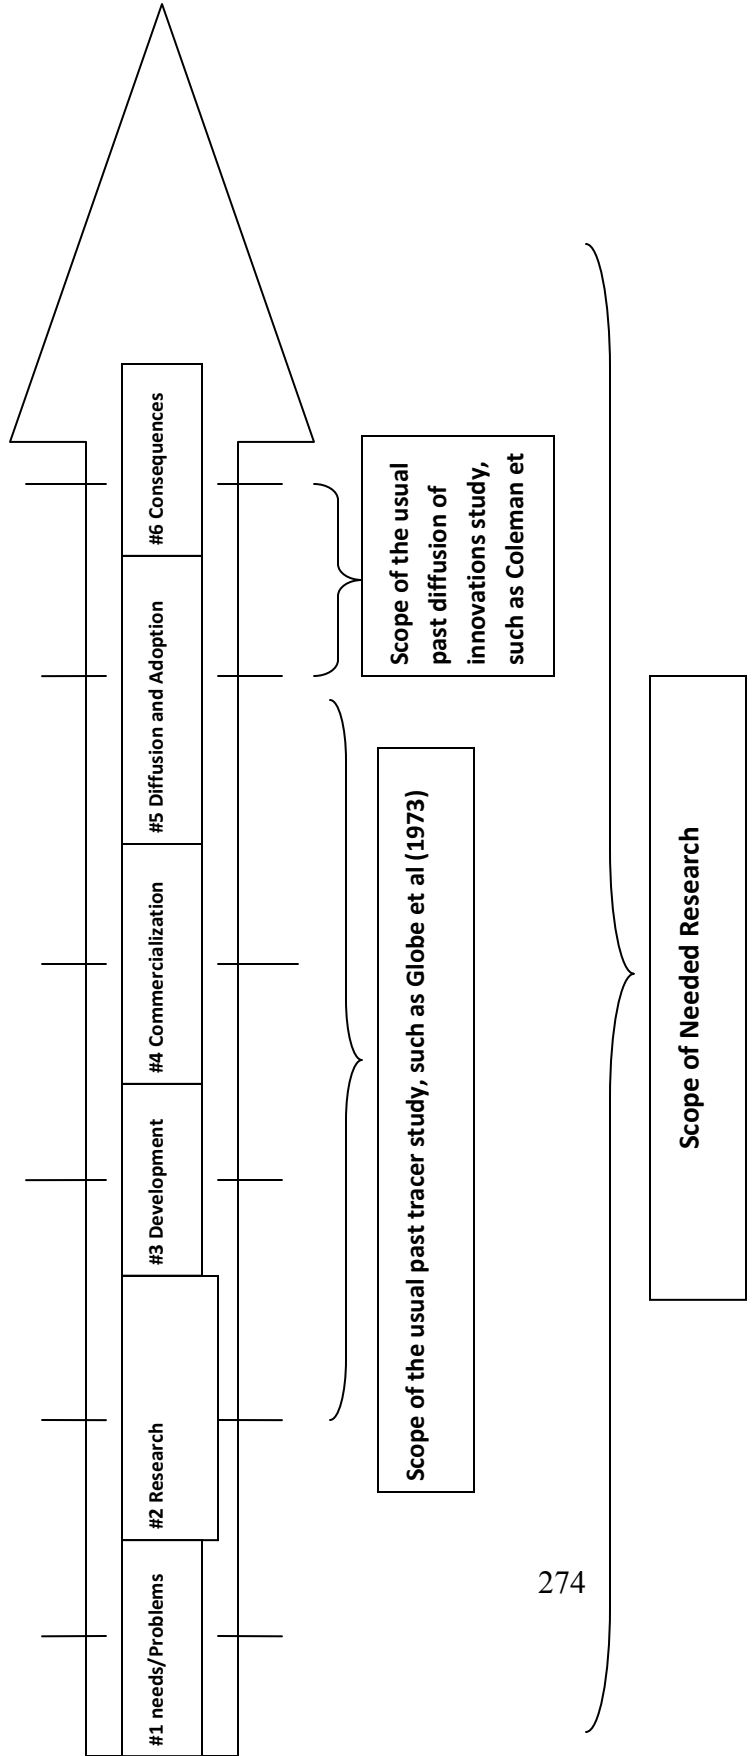 #1 needs/Problems
#2 Research
#3 Development
#4 Commercialization
#5 Diffusion and Adoption
#6 Consequences
Scope of the usual
past diffusion of
innovations study,
such as Coleman et
Scope of the usual past tracer study, such as Globe et al (1973)
Scope of Needed Research
274